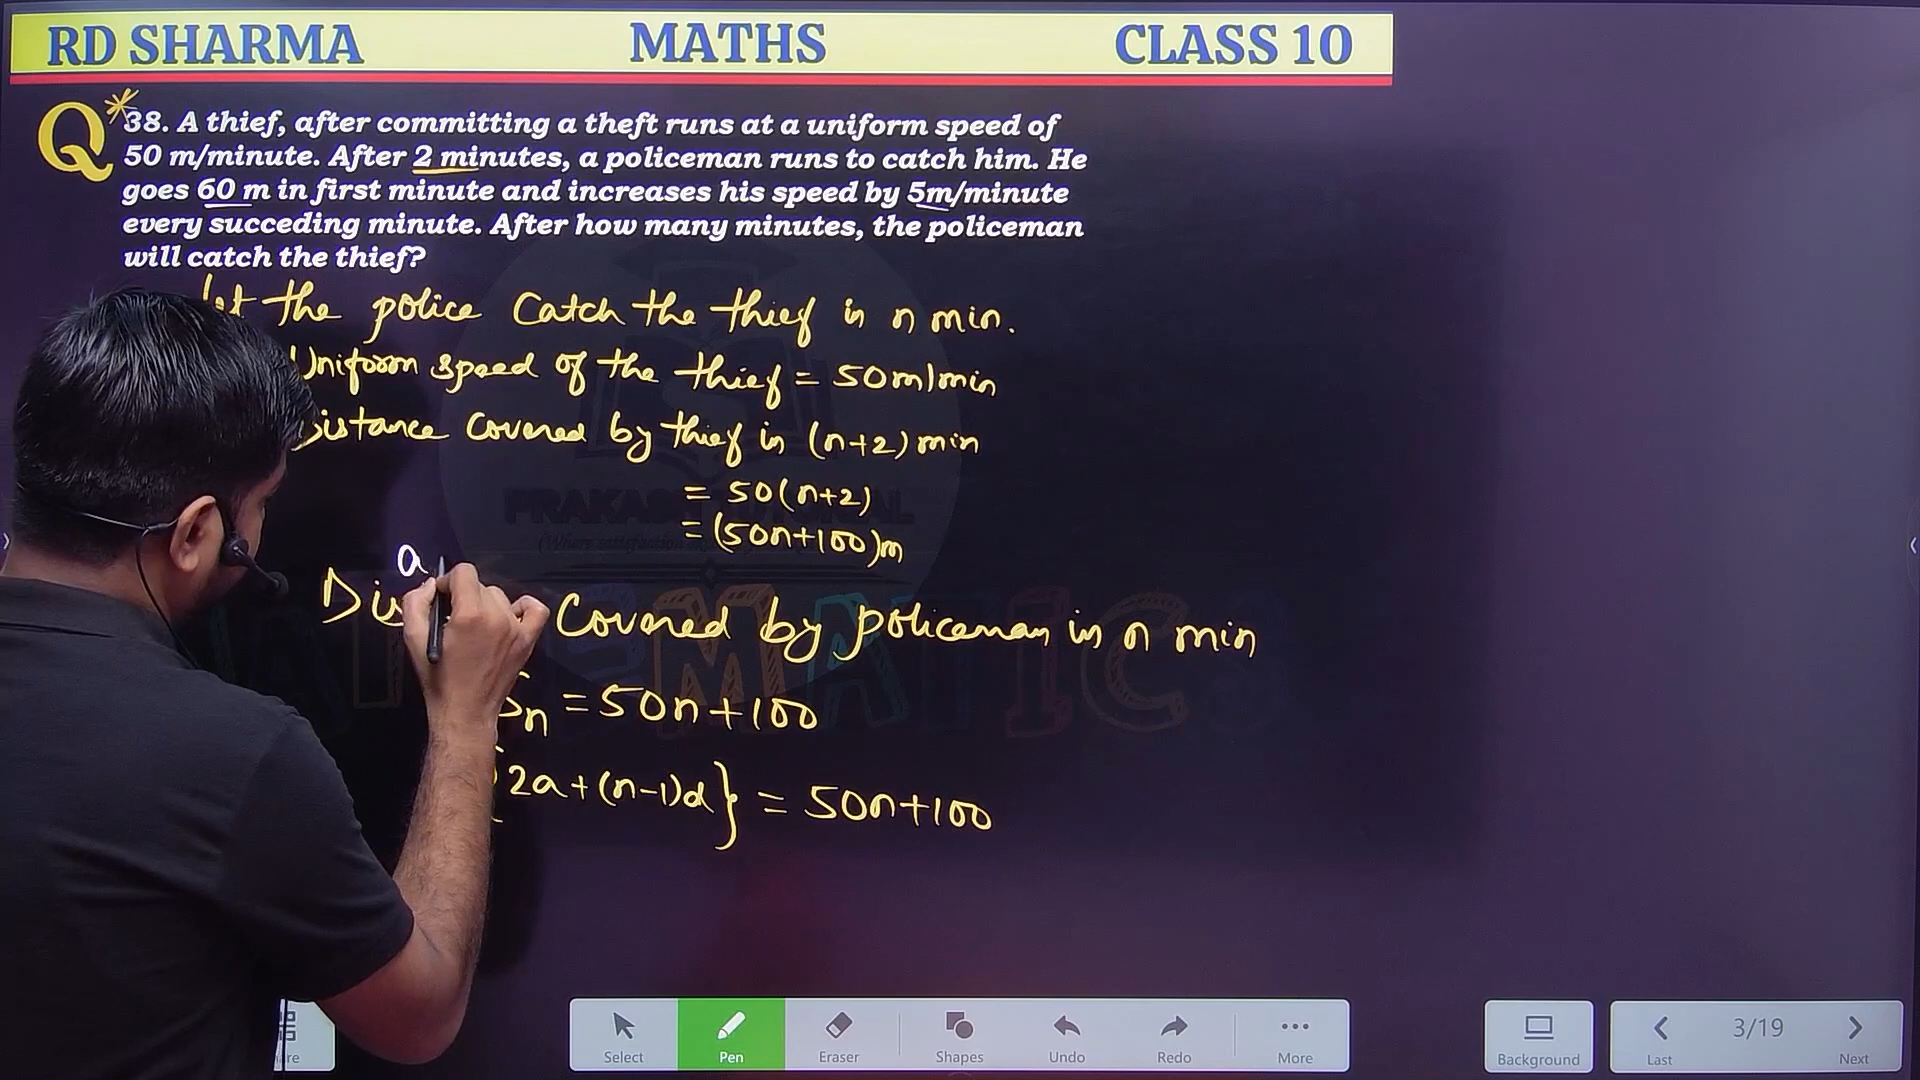 RD SHARMA MATHS CLASS 10
Q*38. A thief, after committing a theft runs at a uniform speed of
50 m/minute. After 2 minutes, a policeman runs to catch him. He
goes 60 m in first minute and increases his speed by 5m/minute
every succeding minute. After how many minutes, the policeman
will catch the thief?
Let the police Catch the thief in n min.
Uniform speed of the thief = 50m/min
Distance Covered by thief in (n+2) min
= 50(n+2)
= (50n+100)m
a
Covered by policeman in n min
Sn = 50n+100
2a+(n-1)d} = 50n+100
Select Pen Eraser Shapes Undo Redo More Background Last 3/19 Next